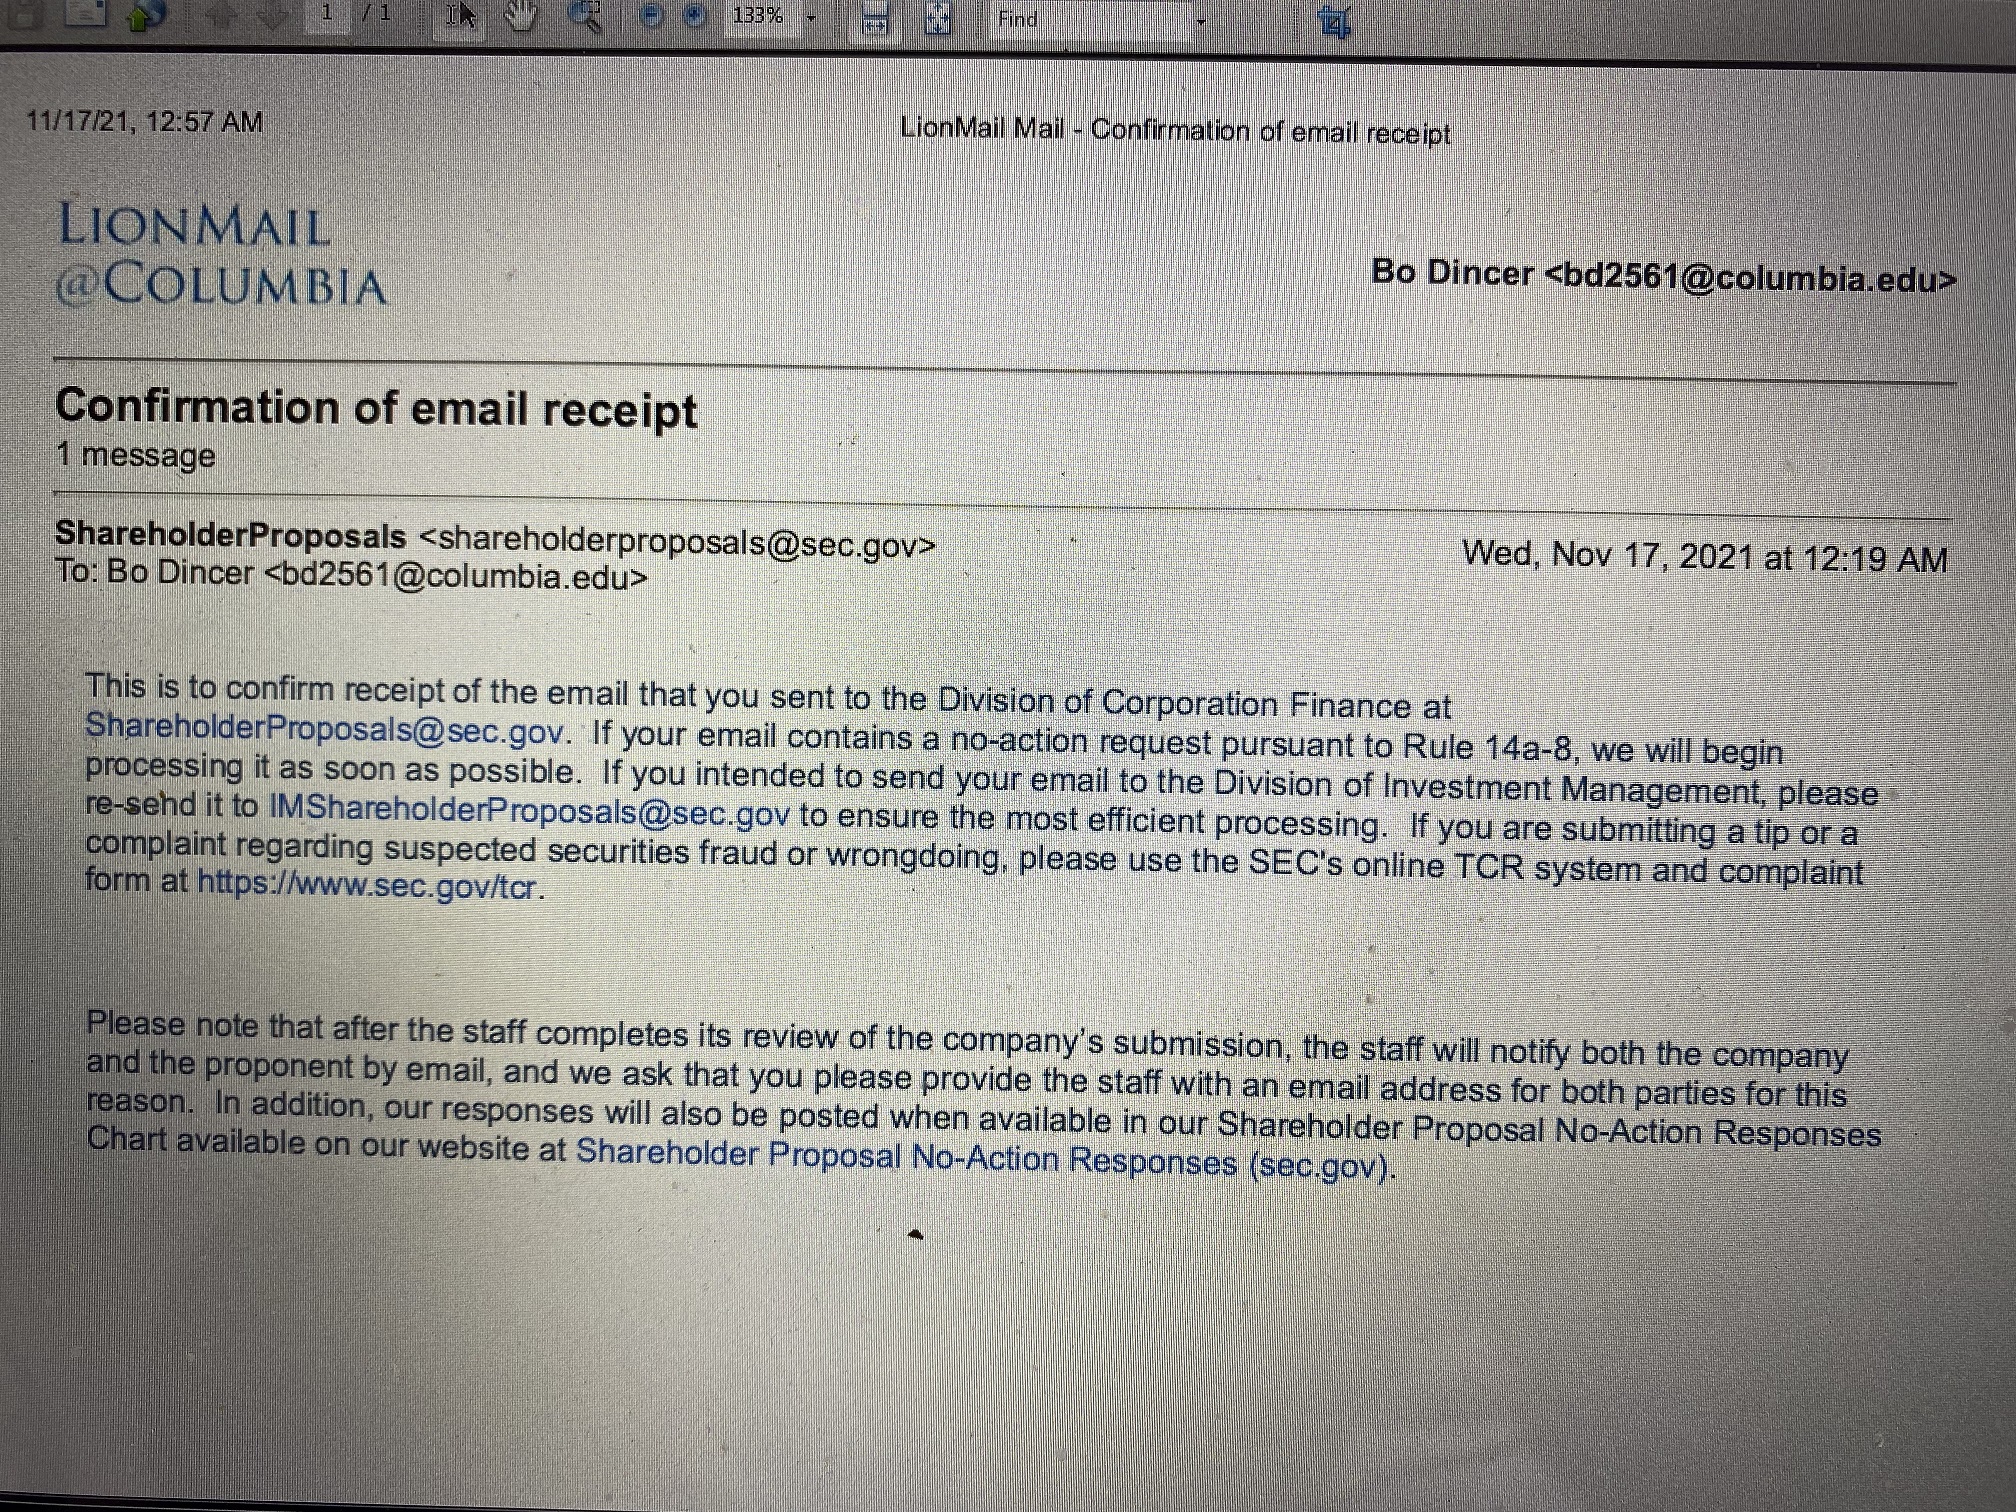 1 / 1 133% Find
11/17/21, 12:57 AM LionMail Mail - Confirmation of email receipt
LIONMAIL
@COLUMBIA
Bo Dincer <bd2561@columbia.edu>
Confirmation of email receipt
1 message
ShareholderProposals <shareholderproposals@sec.gov> Wed, Nov 17, 2021 at 12:19 AM
To: Bo Dincer <bd2561@columbia.edu>
This is to confirm receipt of the email that you sent to the Division of Corporation Finance at
ShareholderProposals@sec.gov. If your email contains a no-action request pursuant to Rule 14a-8, we will begin
processing it as soon as possible. If you intended to send your email to the Division of Investment Management, please
re-send it to IMShareholderProposals@sec.gov to ensure the most efficient processing. If you are submitting a tip or a
complaint regarding suspected securities fraud or wrongdoing, please use the SEC's online TCR system and complaint
form at https://www.sec.gov/tcr.
Please note that after the staff completes its review of the company's submission, the staff will notify both the company
and the proponent by email, and we ask that you please provide the staff with an email address for both parties for this
reason. In addition, our responses will also be posted when available in our Shareholder Proposal No-Action Responses
Chart available on our website at Shareholder Proposal No-Action Responses (sec.gov).